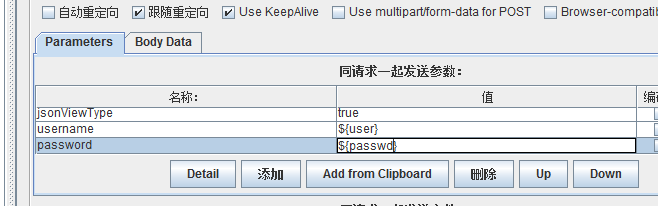 自动重定向 跟随重定向 Use KeepAlive Use multipart/form-data for POST Browser-compatib
Parameters Body Data
同请求一起发送参数：
名称： 值 编
jsonViewType true
username ${user}
password ${passwd}
Detail 添加 Add from Clipboard 删除 Up Down